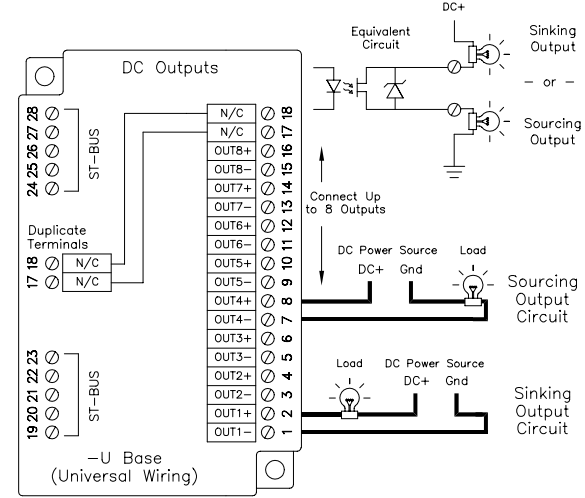 DC Outputs
28
27
26
25
24
ST-BUS
Duplicate
Terminals
18 N/C
17 N/C
23
22
21
20
19
ST-BUS
N/C 18
N/C 17
OUT8+ 16
OUT8- 15
OUT7+ 14
OUT7- 13
OUT6+ 12
OUT6- 11
OUT5+ 10
OUT5- 9
OUT4+ 8
OUT4- 7
OUT3+ 6
OUT3- 5
OUT2+ 4
OUT2- 3
OUT1+ 2
OUT1- 1
-U Base
(Universal Wiring)
Equivalent
Circuit
DC+
Sinking
Output
- or -
Sourcing
Output
Connect Up
to 8 Outputs
DC Power Source
DC+ Gnd
Load
Sourcing
Output
Circuit
Load
DC Power Source
DC+ Gnd
Sinking
Output
Circuit